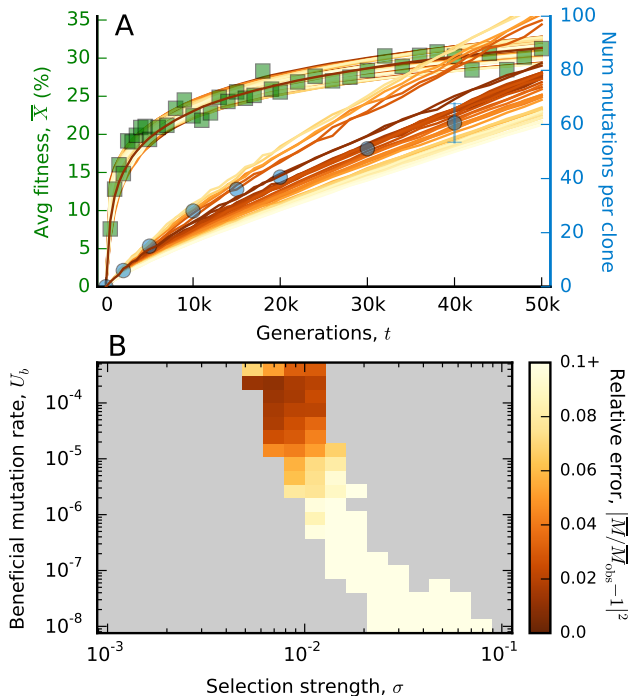 A
35
30
25
20
15
10
5
0
Avg fitness, X̅ (%)
100
80
60
40
20
0
Num mutations per clone
0 10k 20k 30k 40k 50k
Generations, t
B
10⁻⁴
10⁻⁵
10⁻⁶
10⁻⁷
10⁻⁸
Beneficial mutation rate, U_b
10⁻³ 10⁻² 10⁻¹
Selection strength, σ
0.1+
0.08
0.06
0.04
0.02
0.0
Relative error, |M̅/M̅_obs−1|²